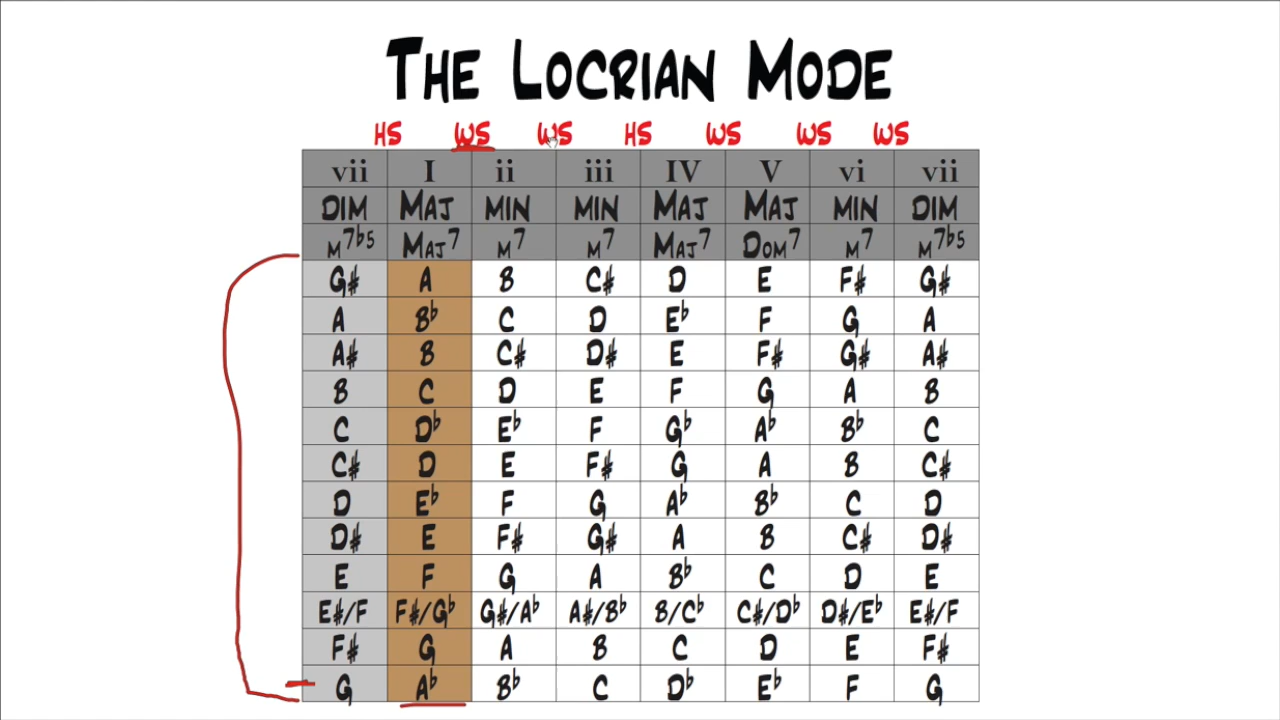 THE LOCRIAN MODE
HS WS WS HS WS WS WS
vii I ii iii IV V vi vii
DIM MAJ MIN MIN MAJ MAJ MIN DIM
M7b5 MAJ7 M7 M7 MAJ7 DOM7 M7 M7b5
G# A B C# D E F# G#
A Bb C D Eb F G A
A# B C# D# E F# G# A#
B C D E F G A B
C Db Eb F Gb Ab Bb C
C# D E F# G A B C#
D Eb F G Ab Bb C D
D# E F# G# A B C# D#
E F G A Bb C D E
E#/F F#/Gb G#/Ab A#/Bb B/Cb C#/Db D#/Eb E#/F
F# G A B C D E F#
G Ab Bb C Db Eb F G